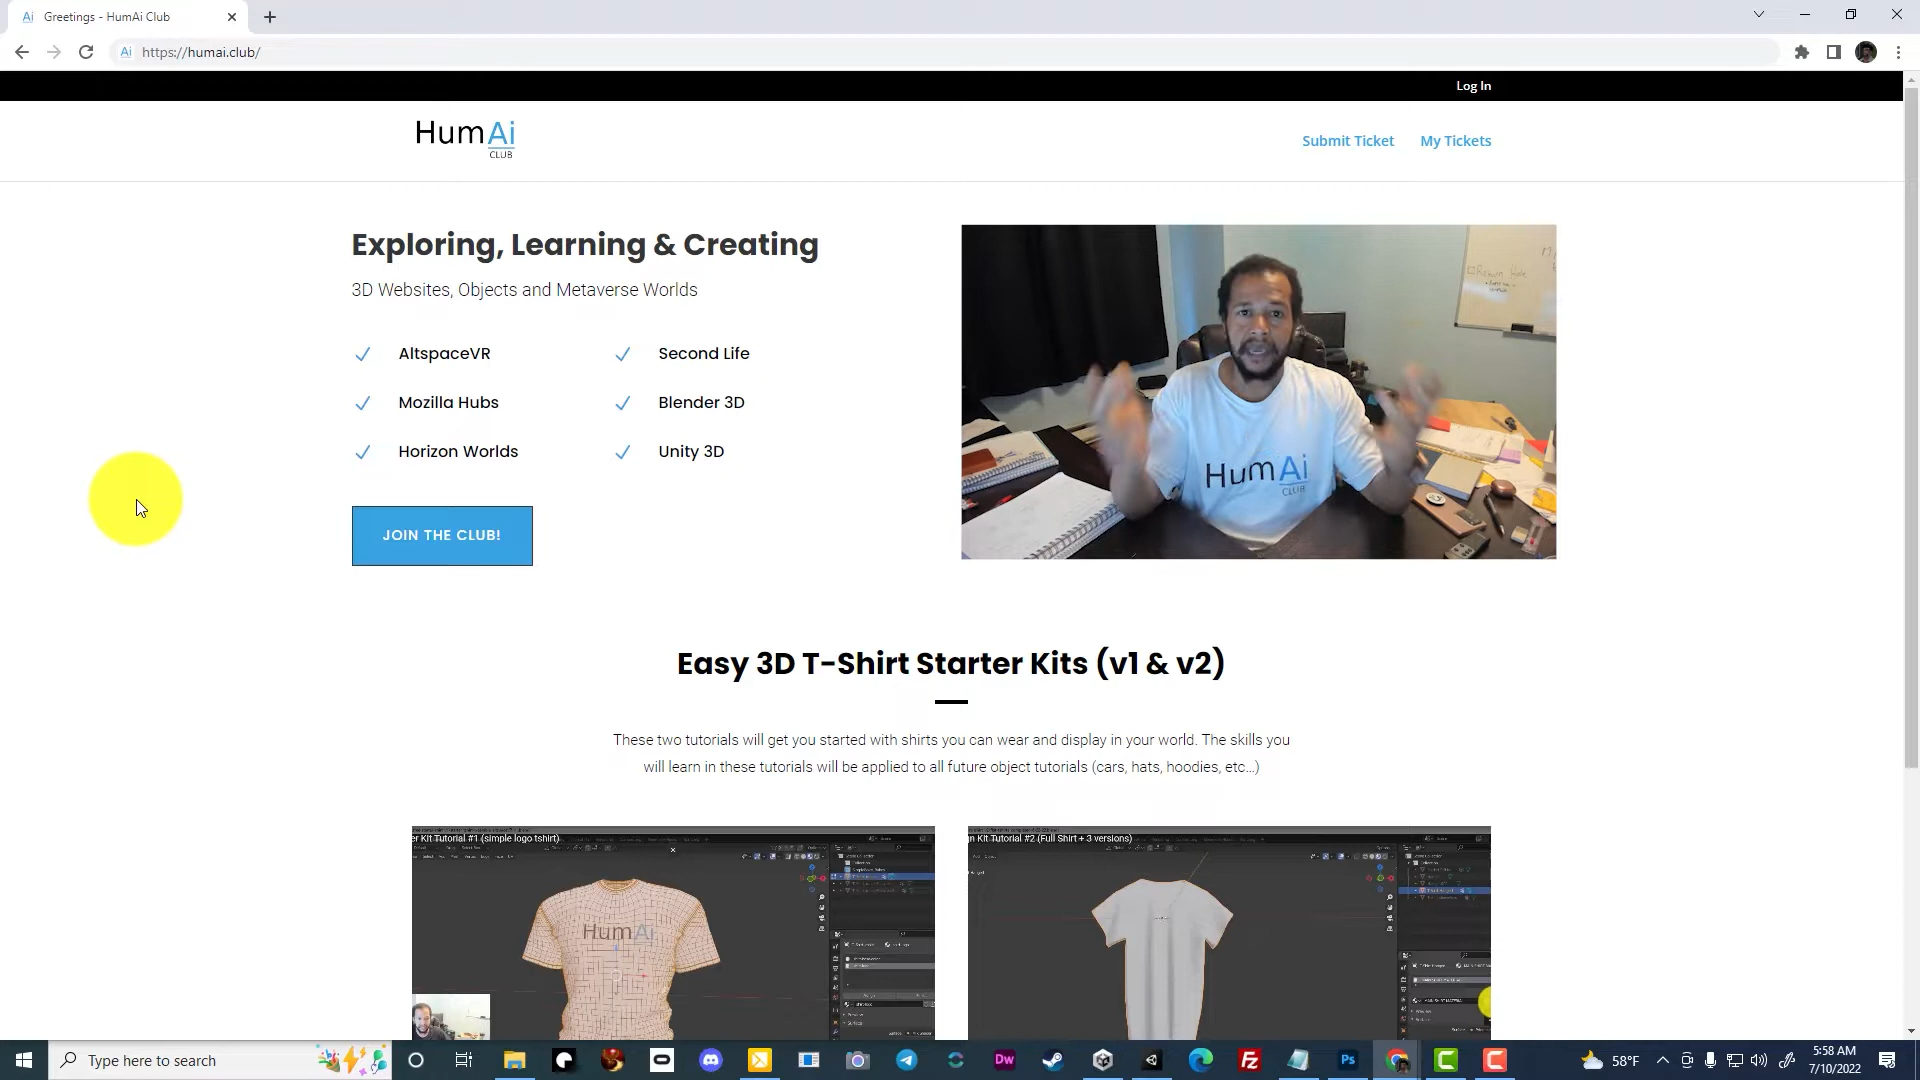 Greetings - HumAi Club
https://humai.club/
Log In
HumAi
CLUB
Submit Ticket
My Tickets
Exploring, Learning & Creating
3D Websites, Objects and Metaverse Worlds
AltspaceVR
Second Life
Mozilla Hubs
Blender 3D
Horizon Worlds
Unity 3D
JOIN THE CLUB!
HumAi
CLUB
Easy 3D T-Shirt Starter Kits (v1 & v2)
These two tutorials will get you started with shirts you can wear and display in your world. The skills you
will learn in these tutorials will be applied to all future object tutorials (cars, hats, hoodies, etc...)
er Kit Tutorial #1 (simple logo tshirt)
n Kit Tutorial #2 (Full Shirt + 3 versions)
HumAi
Type here to search
Dw
Fz
Ps
58°F
5:58 AM
7/10/2022